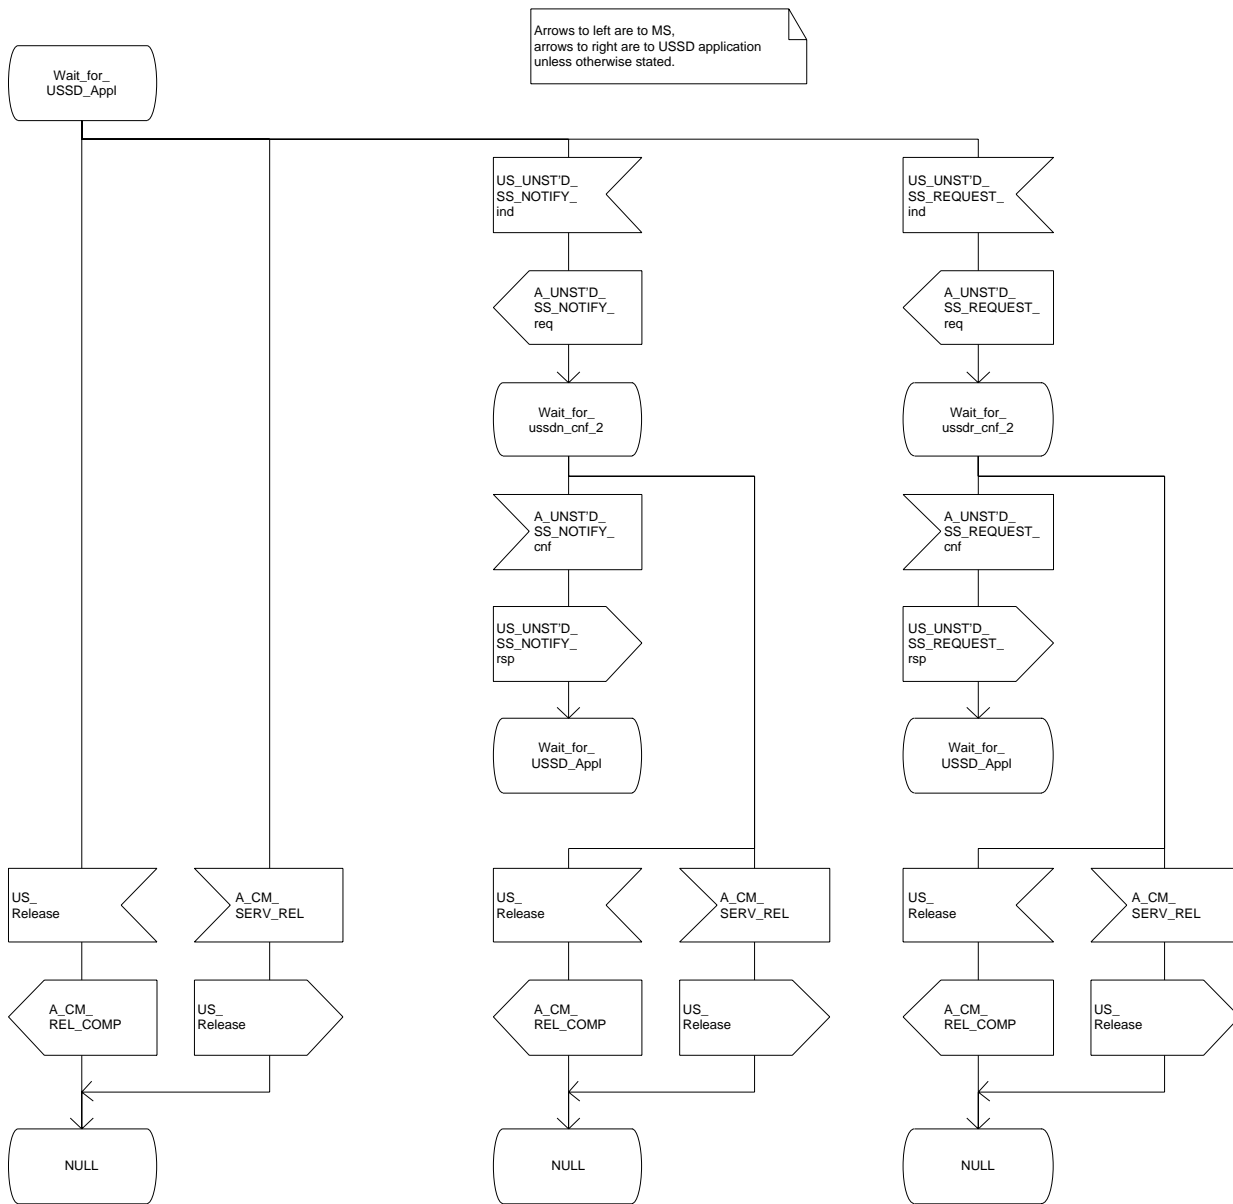 Arrows to left are to MS,
arrows to right are to USSD application
unless otherwise stated.
Wait_for_
USSD_Appl
US_UNST'D_
SS_NOTIFY_
ind
US_UNST'D_
SS_REQUEST_
ind
A_UNST'D_
SS_NOTIFY_
req
A_UNST'D_
SS_REQUEST_
req
Wait_for_
ussdn_cnf_2
Wait_for_
ussdr_cnf_2
A_UNST'D_
SS_NOTIFY_
cnf
A_UNST'D_
SS_REQUEST_
cnf
US_UNST'D_
SS_NOTIFY_
rsp
US_UNST'D_
SS_REQUEST_
rsp
Wait_for_
USSD_Appl
Wait_for_
USSD_Appl
US_
Release
A_CM_
SERV_REL
US_
Release
A_CM_
SERV_REL
US_
Release
A_CM_
SERV_REL
A_CM_
REL_COMP
US_
Release
A_CM_
REL_COMP
US_
Release
A_CM_
REL_COMP
US_
Release
NULL
NULL
NULL